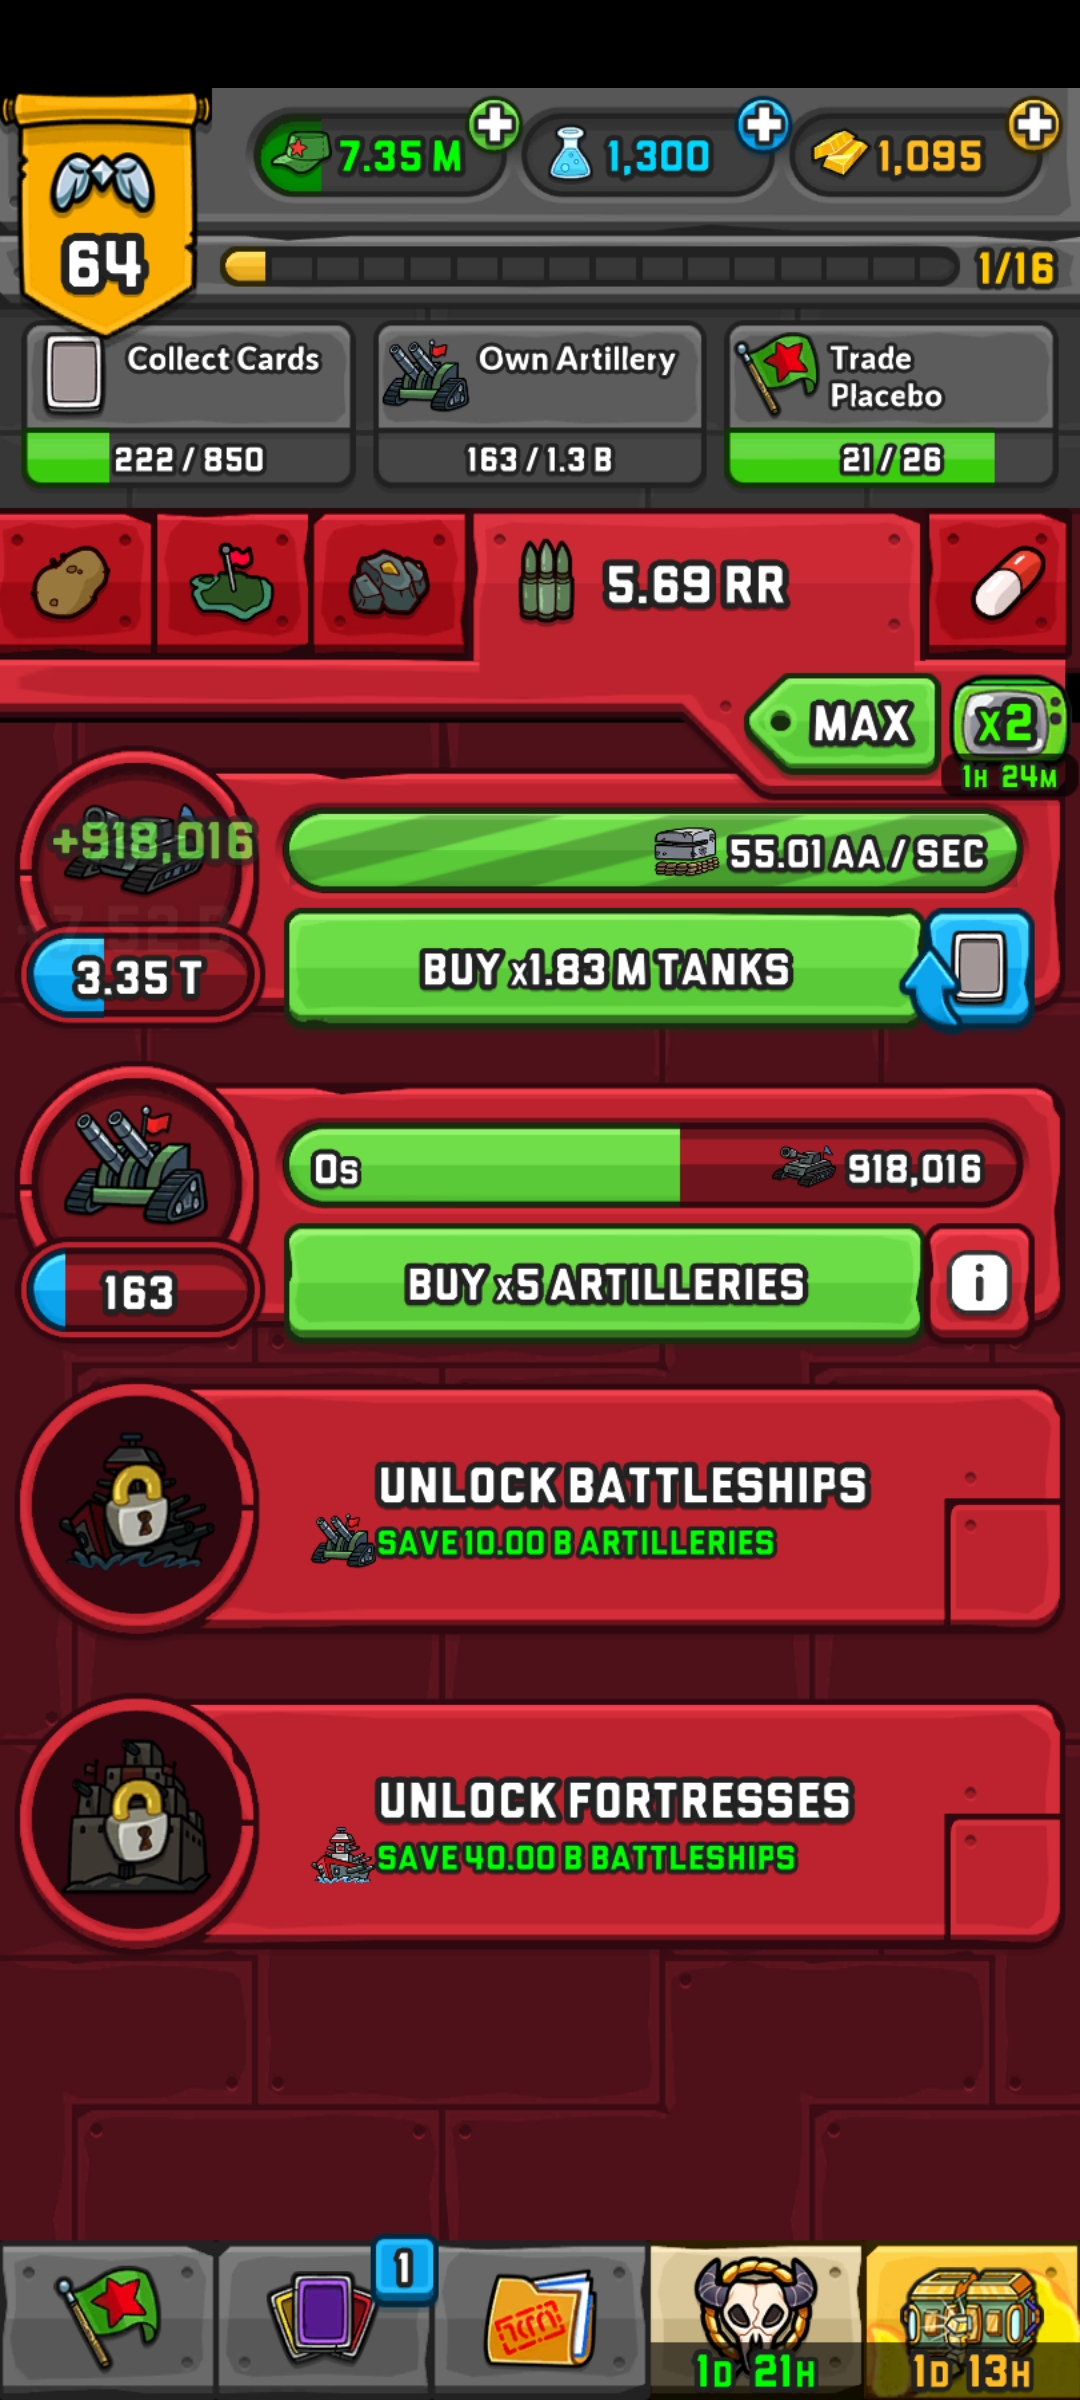 7.35 M
1,300
1,095
64
1/16
Collect Cards
222 / 850
Own Artillery
163 / 1.3 B
Trade
Placebo
21 / 26
5.69 RR
MAX
x2
1H 24M
+918,016
55.01 AA / SEC
3.35 T
BUY x1.83 M TANKS
0s
918,016
163
BUY x5 ARTILLERIES
i
UNLOCK BATTLESHIPS
SAVE 10.00 B ARTILLERIES
UNLOCK FORTRESSES
SAVE 40.00 B BATTLESHIPS
1
1D 21H
1D 13H